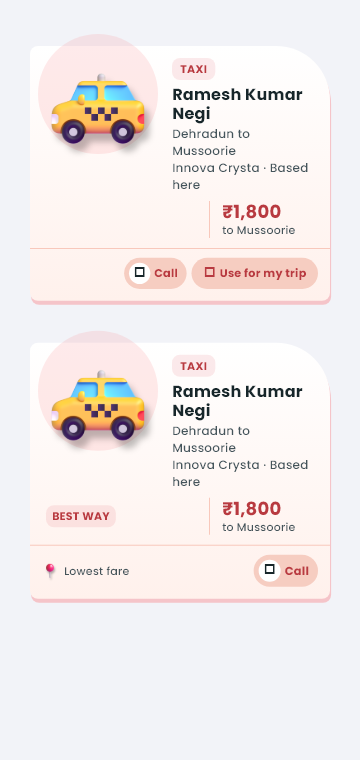 TAXI
Ramesh Kumar
Negi
Dehradun to
Mussoorie
Innova Crysta · Based
here
₹1,800
to Mussoorie
Call
Use for my trip
TAXI
Ramesh Kumar
Negi
Dehradun to
Mussoorie
Innova Crysta · Based
here
BEST WAY
₹1,800
to Mussoorie
Lowest fare
Call